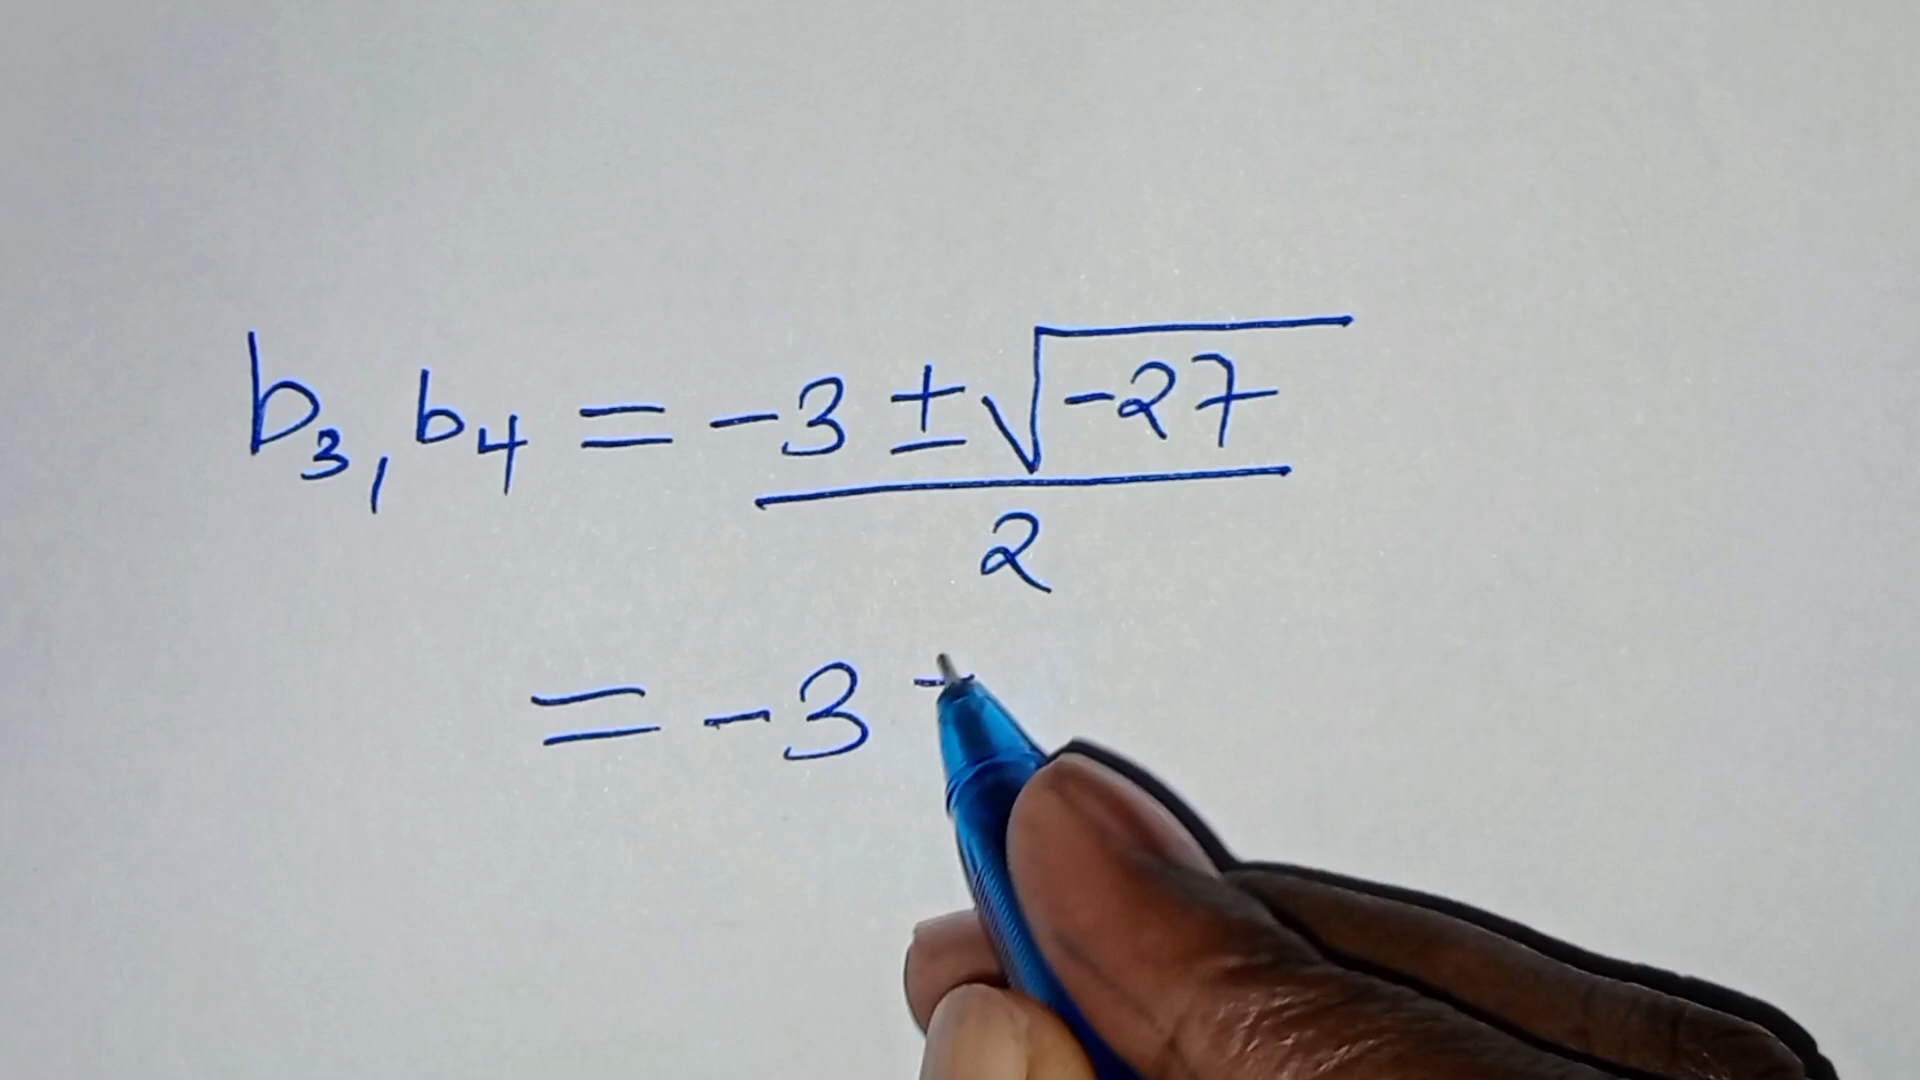 b₃, b₄ = -3 ± √-27
2
= -3